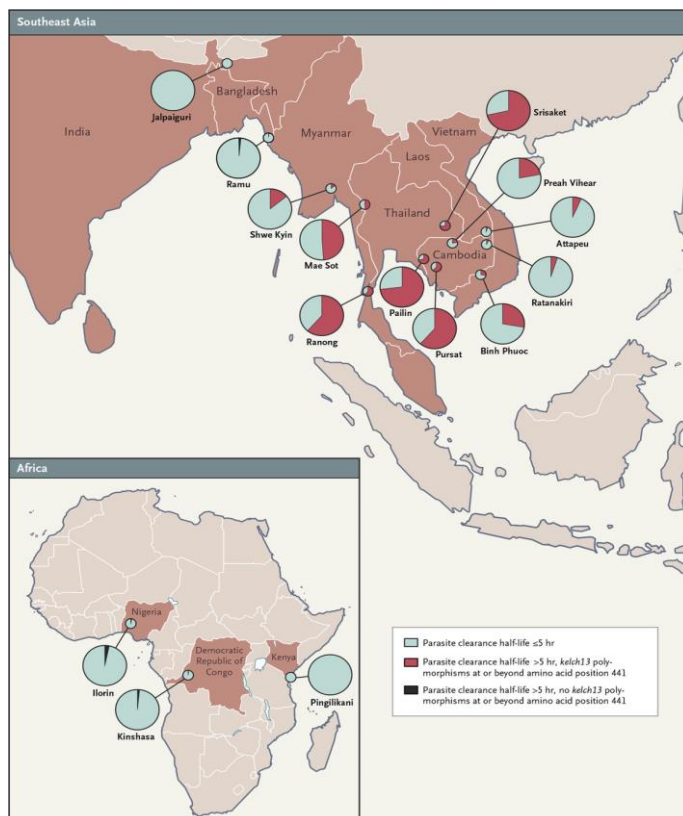 Southeast Asia
India
Bangladesh
Myanmar
Vietnam
Laos
Thailand
Cambodia
Jalpaiguri
Ramu
Shwe Kyin
Mae Sot
Ranong
Pailin
Pursat
Srisaket
Preah Vihear
Attapeu
Ratanakiri
Binh Phuoc
Africa
Nigeria
Democratic
Republic of
Congo
Kenya
Ilorin
Kinshasa
Pingilikani
Parasite clearance half-life ≤5 hr
Parasite clearance half-life >5 hr, kelch13 poly-
morphisms at or beyond amino acid position 441
Parasite clearance half-life >5 hr, no kelch13 poly-
morphisms at or beyond amino acid position 441